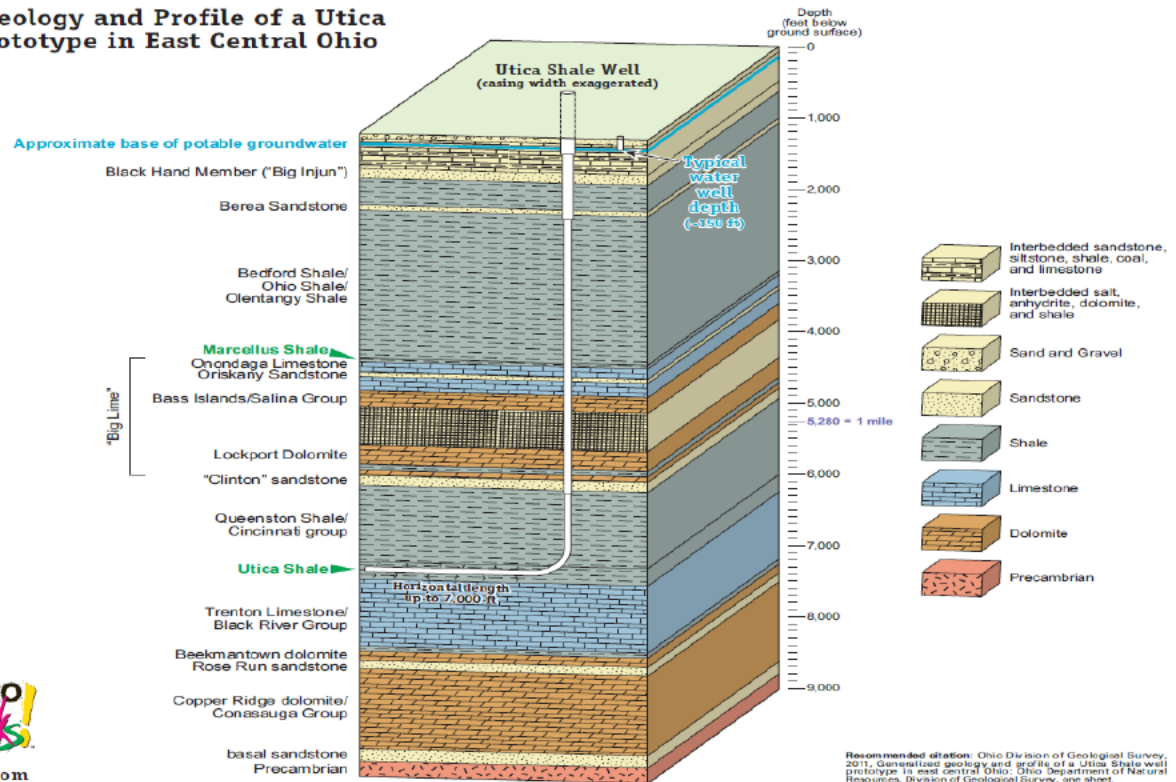 eology and Profile of a Utica
ototype in East Central Ohio
Utica Shale Well
(casing width exaggerated)
Depth
(feet below
ground surface)
0
1,000
2,000
3,000
4,000
5,000
5,280 = 1 mile
6,000
7,000
8,000
9,000
Approximate base of potable groundwater
Black Hand Member ("Big Injun")
Berea Sandstone
Bedford Shale/
Ohio Shale/
Olentangy Shale
Marcellus Shale
Onondaga Limestone
Oriskany Sandstone
Bass Islands/Salina Group
"Big Lime"
Lockport Dolomite
"Clinton" sandstone
Queenston Shale/
Cincinnati group
Utica Shale
Trenton Limestone/
Black River Group
Beekmantown dolomite
Rose Run sandstone
Copper Ridge dolomite/
Conasauga Group
basal sandstone
Precambrian
Typical
water
well
depth
Horizontal length
up to 7,000 ft
Interbedded sandstone,
siltstone, shale, coal,
and limestone
Interbedded salt,
anhydrite, dolomite,
and shale
Sand and Gravel
Sandstone
Shale
Limestone
Dolomite
Precambrian
om
Recommended citation: Ohio Division of Geological Survey,
2011, Generalized geology and profile of a Utica Shale well
prototype in east central Ohio: Ohio Department of Natural
Resources, Division of Geological Survey, one sheet.